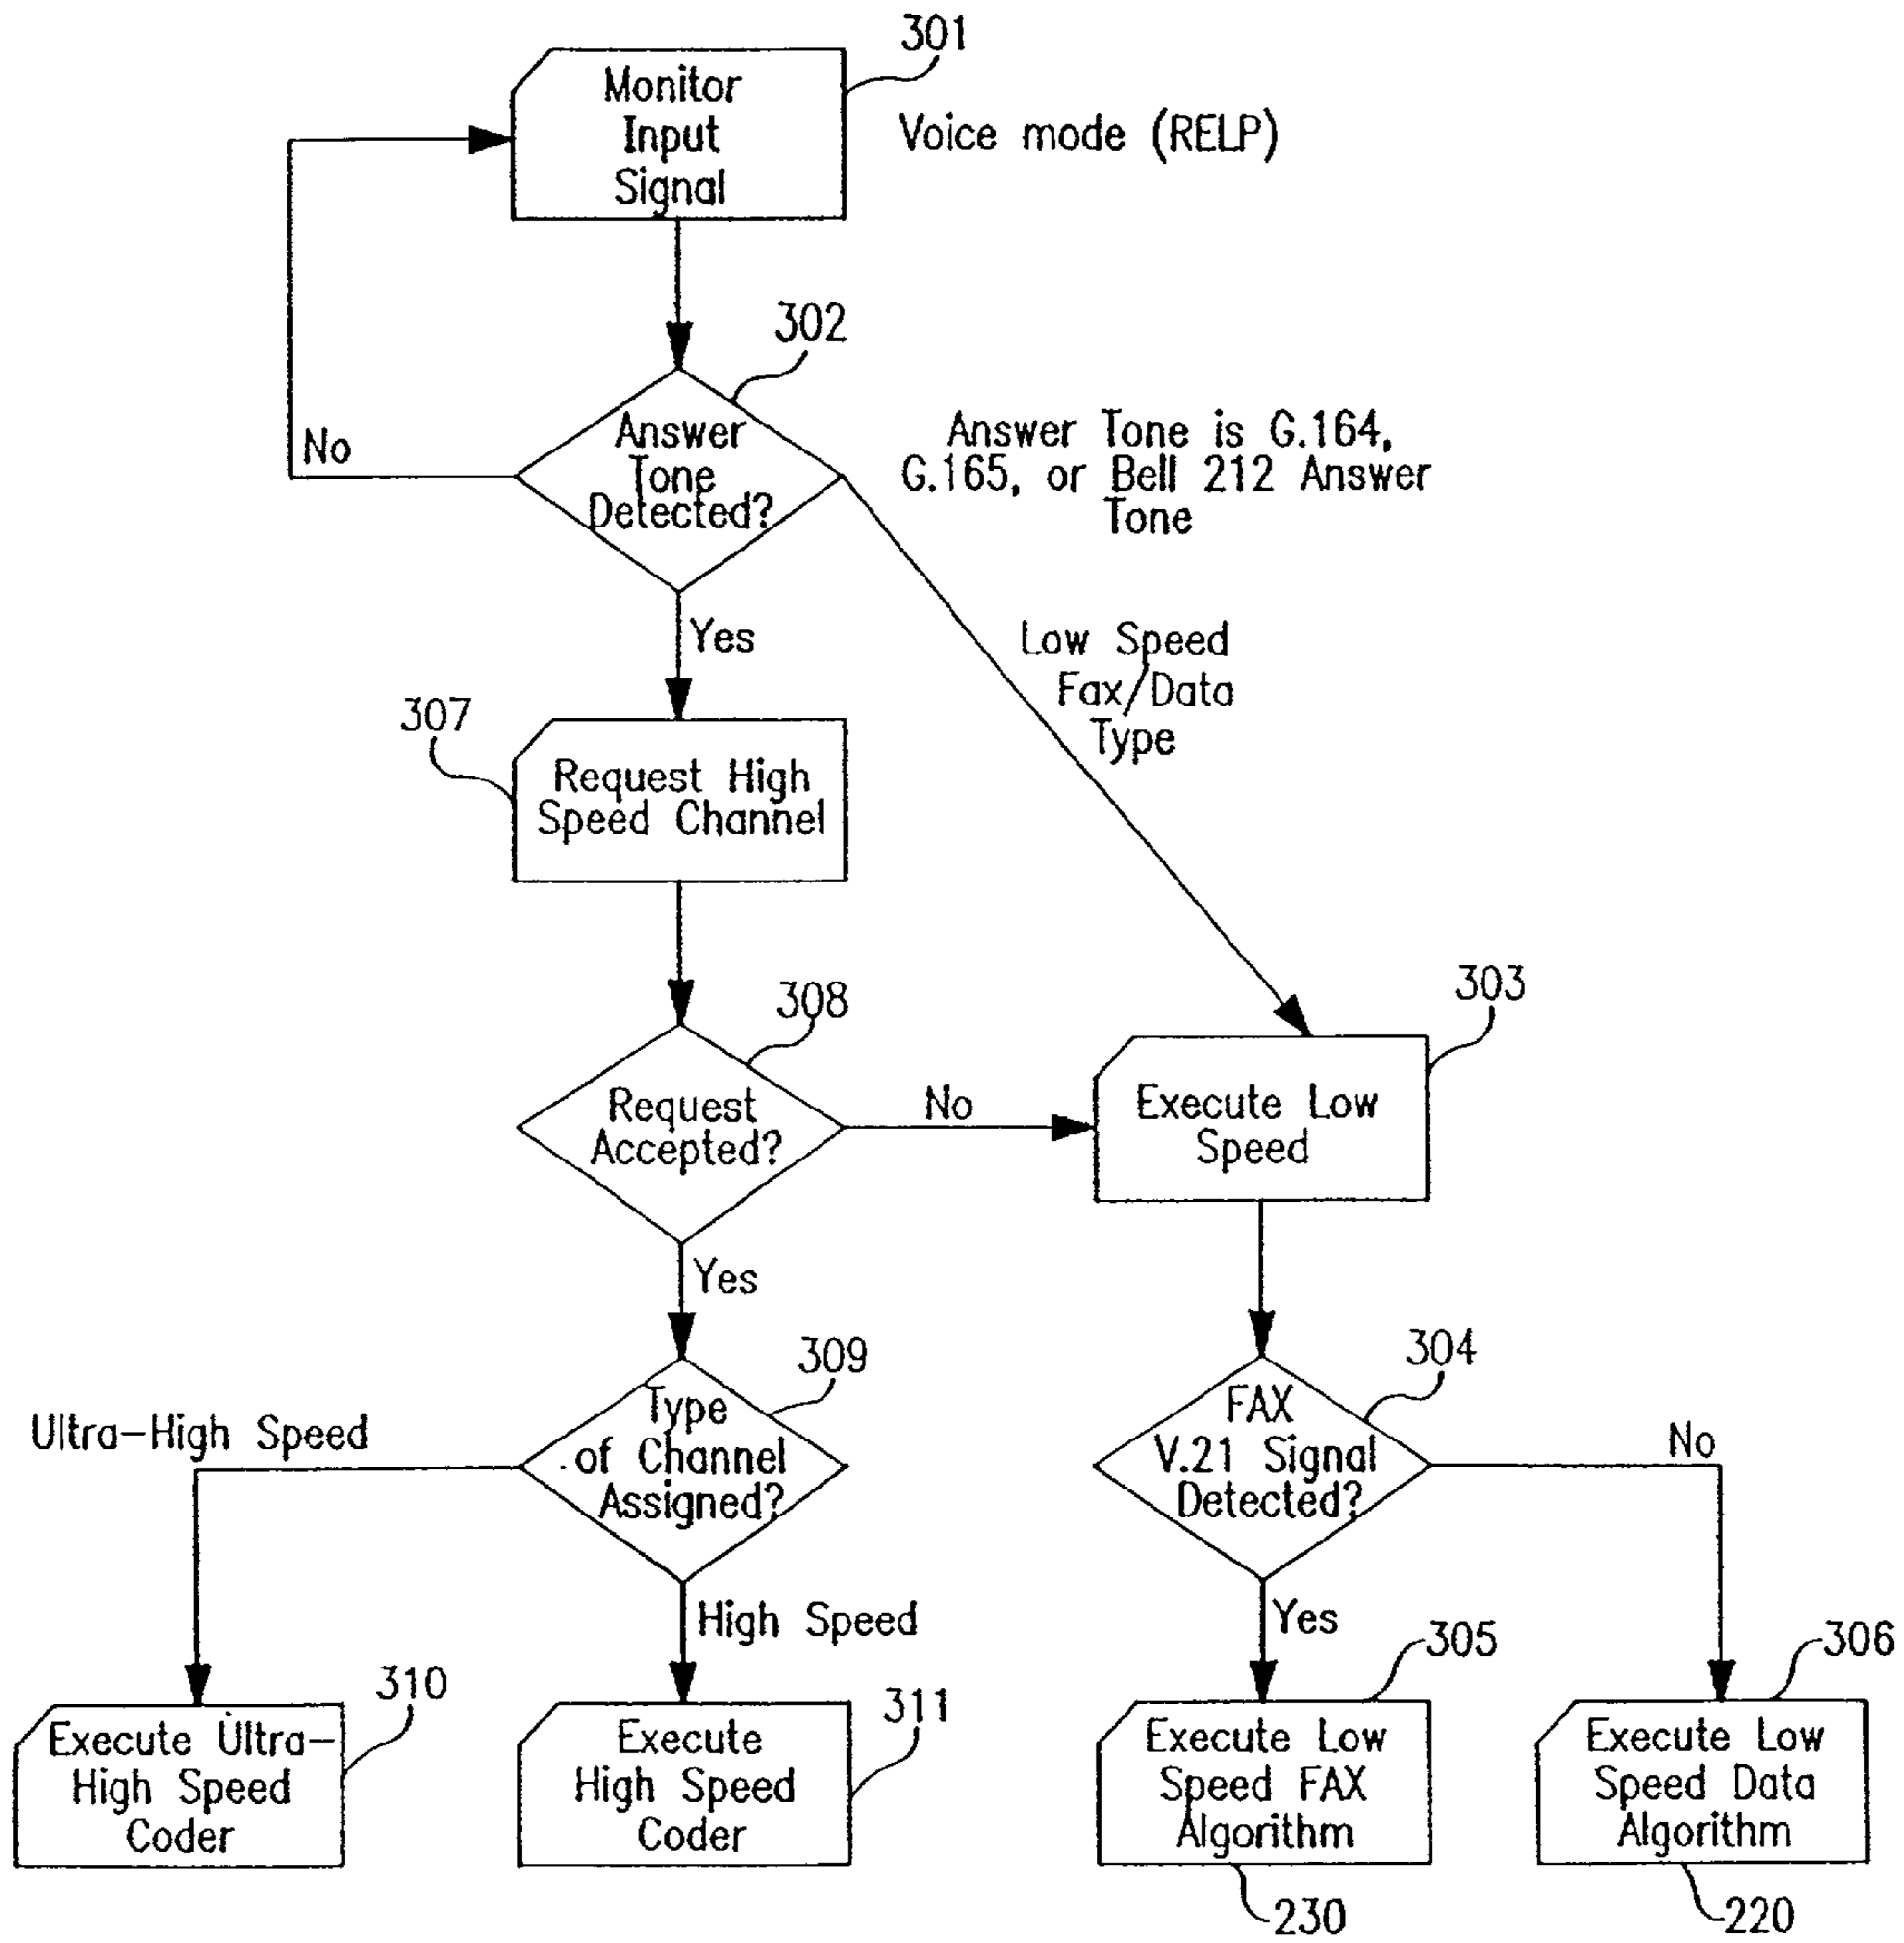 301
Monitor
Input
Signal
Voice mode (RELP)
302
Answer
Tone
Detected?
No
Answer Tone is G.164,
G.165, or Bell 212 Answer
Tone
Yes
Low Speed
Fax/Data
Type
307
Request High
Speed Channel
308
Request
Accepted?
No
303
Execute Low
Speed
Yes
309
Type
of Channel
Assigned?
Ultra-High Speed
304
FAX
V.21 Signal
Detected?
No
High Speed
Yes
310
Execute Ultra-
High Speed
Coder
311
Execute
High Speed
Coder
305
Execute Low
Speed FAX
Algorithm
230
306
Execute Low
Speed Data
Algorithm
220